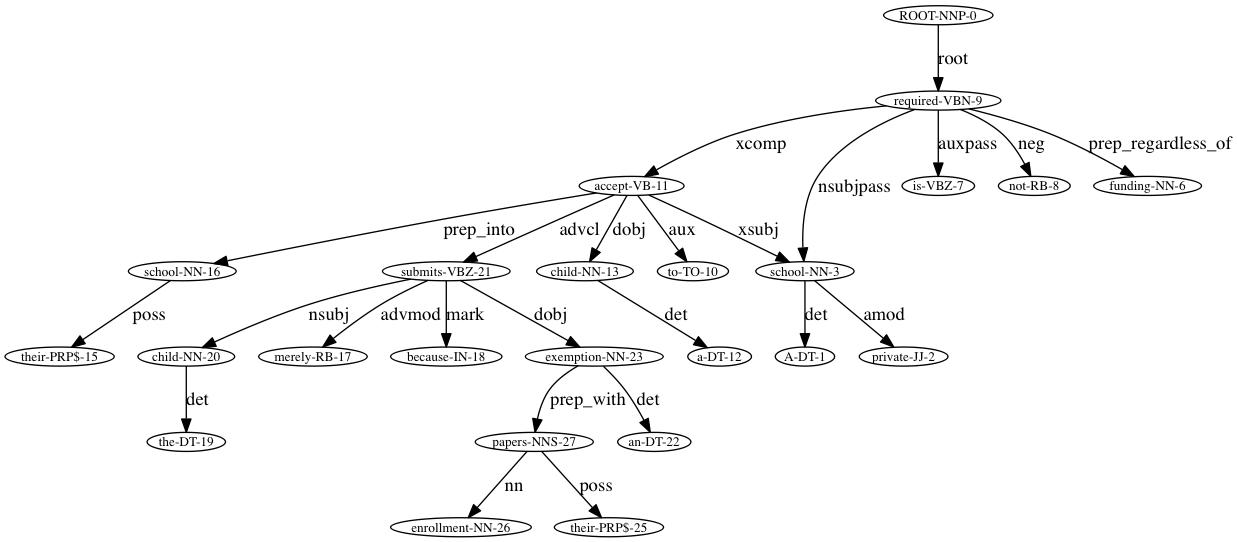 ROOT-NNP-0
root
required-VBN-9
xcomp
nsubjpass
auxpass
neg
prep_regardless_of
accept-VB-11
is-VBZ-7
not-RB-8
funding-NN-6
prep_into
advcl
dobj
aux
xsubj
school-NN-16
submits-VBZ-21
child-NN-13
to-TO-10
school-NN-3
poss
nsubj
advmod
mark
dobj
det
det
amod
their-PRP$-15
child-NN-20
merely-RB-17
because-IN-18
exemption-NN-23
a-DT-12
A-DT-1
private-JJ-2
det
prep_with
det
the-DT-19
papers-NNS-27
an-DT-22
nn
poss
enrollment-NN-26
their-PRP$-25